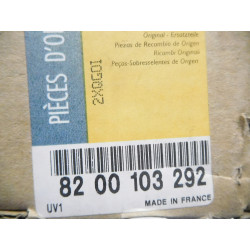 PIÈCES D'O
2XQGDI
Original - Ersatzteile
Piezas de Recambio de Origen
Ricambi Originali
Peças-Sobresselentes de Origem
82 00 103 292
UV1
MADE IN FRANCE